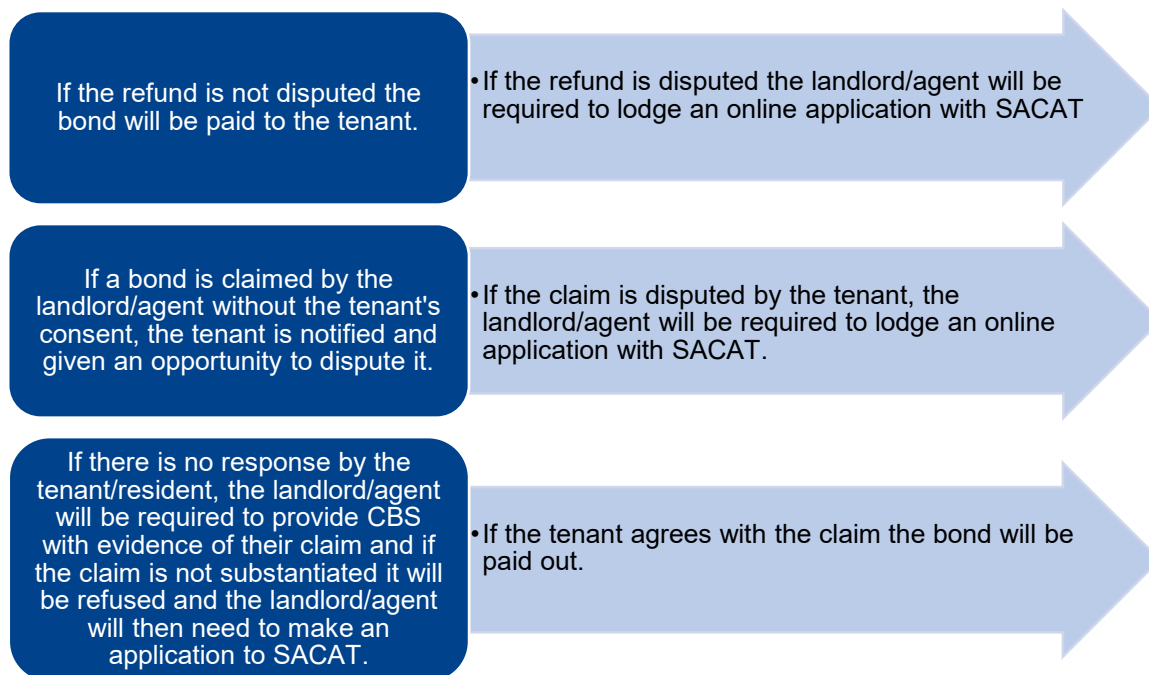 If the refund is not disputed the
bond will be paid to the tenant.
•If the refund is disputed the landlord/agent will be
required to lodge an online application with SACAT
If a bond is claimed by the
landlord/agent without the tenant's
consent, the tenant is notified and
given an opportunity to dispute it.
•If the claim is disputed by the tenant, the
landlord/agent will be required to lodge an online
application with SACAT.
If there is no response by the
tenant/resident, the landlord/agent
will be required to provide CBS
with evidence of their claim and if
the claim is not substantiated it will
be refused and the landlord/agent
will then need to make an
application to SACAT.
•If the tenant agrees with the claim the bond will be
paid out.